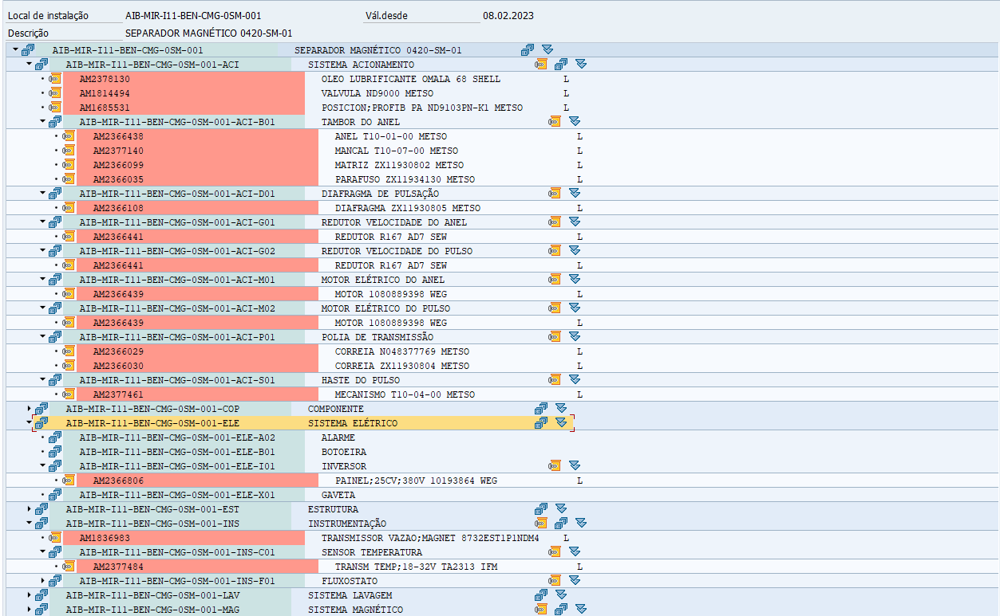 Local de instalação AIB-MIR-I11-BEN-CMG-0SM-001 Vál.desde 08.02.2023
Descrição SEPARADOR MAGNÉTICO 0420-SM-01
AIB-MIR-I11-BEN-CMG-0SM-001 SEPARADOR MAGNÉTICO 0420-SM-01
AIB-MIR-I11-BEN-CMG-0SM-001-ACI SISTEMA ACIONAMENTO
AM2378130 OLEO LUBRIFICANTE OMALA 68 SHELL L
AM1814494 VALVULA ND9000 METSO L
AM1685531 POSICION;PROFIB PA ND9103PN-K1 METSO L
AIB-MIR-I11-BEN-CMG-0SM-001-ACI-B01 TAMBOR DO ANEL
AM2366438 ANEL T10-01-00 METSO L
AM2377140 MANCAL T10-07-00 METSO L
AM2366099 MATRIZ ZX11930802 METSO L
AM2366035 PARAFUSO ZX11934130 METSO L
AIB-MIR-I11-BEN-CMG-0SM-001-ACI-D01 DIAFRAGMA DE PULSAÇÃO
AM2366108 DIAFRAGMA ZX11930805 METSO L
AIB-MIR-I11-BEN-CMG-0SM-001-ACI-G01 REDUTOR VELOCIDADE DO ANEL
AM2366441 REDUTOR R167 AD7 SEW L
AIB-MIR-I11-BEN-CMG-0SM-001-ACI-G02 REDUTOR VELOCIDADE DO PULSO
AM2366441 REDUTOR R167 AD7 SEW L
AIB-MIR-I11-BEN-CMG-0SM-001-ACI-M01 MOTOR ELÉTRICO DO ANEL
AM2366439 MOTOR 1080889398 WEG L
AIB-MIR-I11-BEN-CMG-0SM-001-ACI-M02 MOTOR ELÉTRICO DO PULSO
AM2366439 MOTOR 1080889398 WEG L
AIB-MIR-I11-BEN-CMG-0SM-001-ACI-P01 POLIA DE TRANSMISSÃO
AM2366029 CORREIA N048377769 METSO L
AM2366030 CORREIA ZX11930804 METSO L
AIB-MIR-I11-BEN-CMG-0SM-001-ACI-S01 HASTE DO PULSO
AM2377461 MECANISMO T10-04-00 METSO L
AIB-MIR-I11-BEN-CMG-0SM-001-COP COMPONENTE
AIB-MIR-I11-BEN-CMG-0SM-001-ELE SISTEMA ELÉTRICO
AIB-MIR-I11-BEN-CMG-0SM-001-ELE-A02 ALARME
AIB-MIR-I11-BEN-CMG-0SM-001-ELE-B01 BOTOEIRA
AIB-MIR-I11-BEN-CMG-0SM-001-ELE-I01 INVERSOR
AM2366806 PAINEL;25CV;380V 10193864 WEG L
AIB-MIR-I11-BEN-CMG-0SM-001-ELE-X01 GAVETA
AIB-MIR-I11-BEN-CMG-0SM-001-EST ESTRUTURA
AIB-MIR-I11-BEN-CMG-0SM-001-INS INSTRUMENTAÇÃO
AM1836983 TRANSMISSOR VAZAO;MAGNET 8732EST1P1NDM4 L
AIB-MIR-I11-BEN-CMG-0SM-001-INS-C01 SENSOR TEMPERATURA
AM2377484 TRANSM TEMP;18-32V TA2313 IFM L
AIB-MIR-I11-BEN-CMG-0SM-001-INS-F01 FLUXOSTATO
AIB-MIR-I11-BEN-CMG-0SM-001-LAV SISTEMA LAVAGEM
AIB-MIR-I11-BEN-CMG-0SM-001-MAG SISTEMA MAGNÉTICO